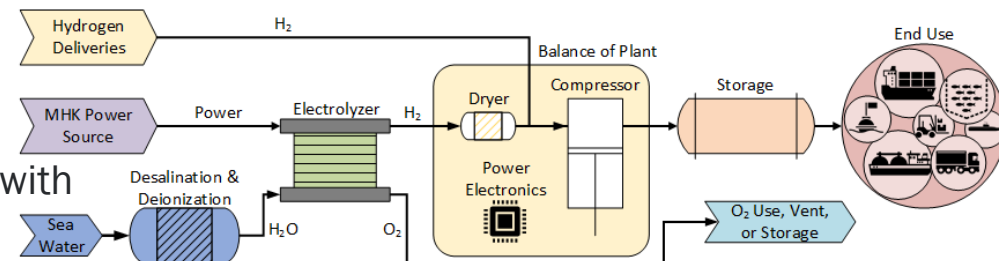 Hydrogen
Deliveries
H₂
Balance of Plant
End Use
MHK Power
Source
Power
Electrolyzer
H₂
Dryer
Compressor
Storage
with
Desalination &
Deionization
Power
Electronics
Sea
Water
H₂O
O₂
O₂ Use, Vent,
or Storage